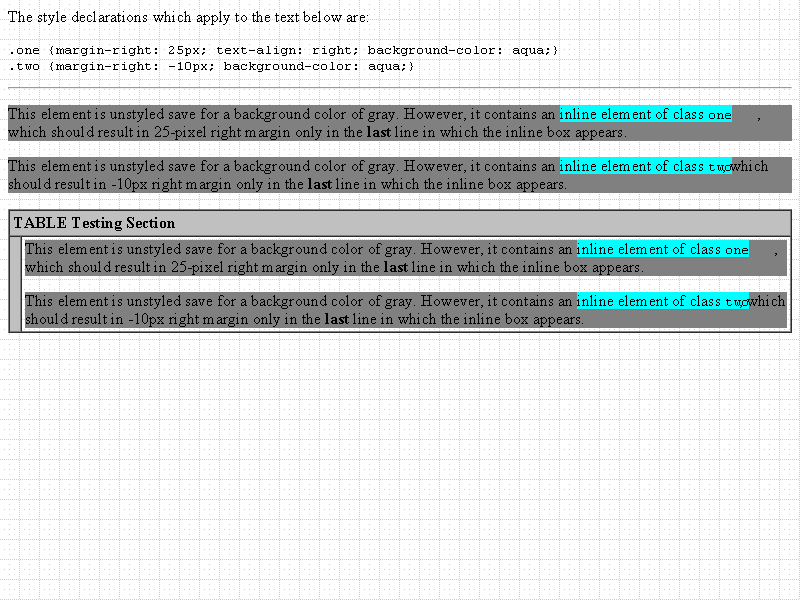 The style declarations which apply to the text below are:
.one {margin-right: 25px; text-align: right; background-color: aqua;}
.two {margin-right: -10px; background-color: aqua;}
This element is unstyled save for a background color of gray. However, it contains an inline element of class one ,
which should result in 25-pixel right margin only in the last line in which the inline box appears.
This element is unstyled save for a background color of gray. However, it contains an inline element of class two, which
should result in -10px right margin only in the last line in which the inline box appears.
TABLE Testing Section
This element is unstyled save for a background color of gray. However, it contains an inline element of class one ,
which should result in 25-pixel right margin only in the last line in which the inline box appears.
This element is unstyled save for a background color of gray. However, it contains an inline element of class two, which
should result in -10px right margin only in the last line in which the inline box appears.